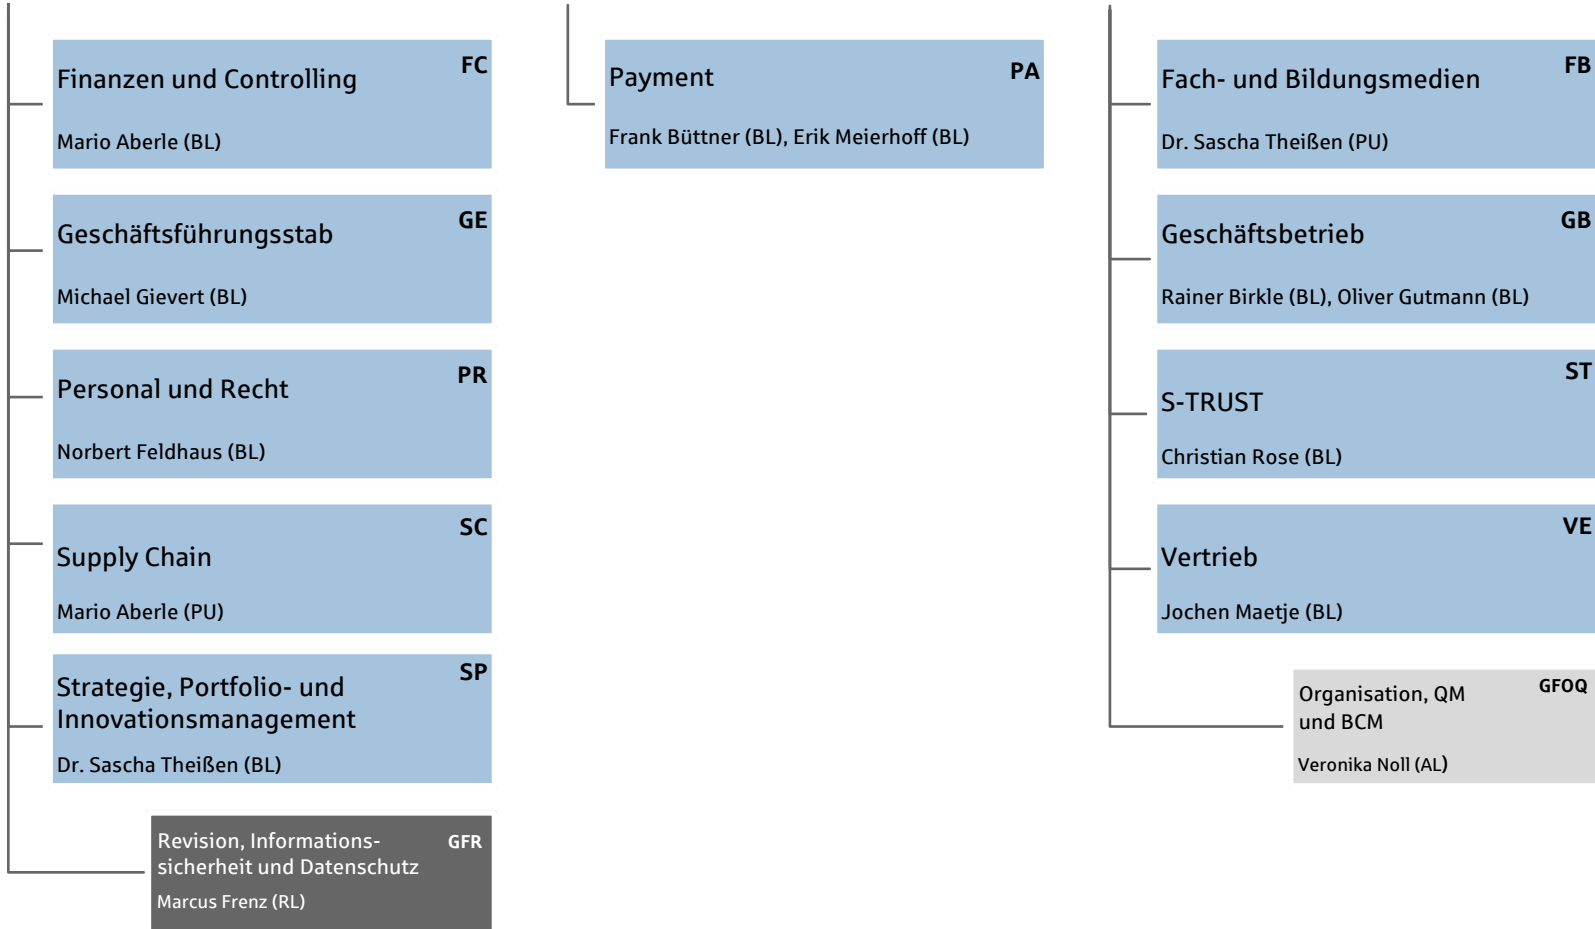 Finanzen und Controlling
FC
Mario Aberle (BL)
Geschäftsführungsstab
GE
Michael Gievert (BL)
Personal und Recht
PR
Norbert Feldhaus (BL)
Supply Chain
SC
Mario Aberle (PU)
Strategie, Portfolio- und
Innovationsmanagement
SP
Dr. Sascha Theißen (BL)
Revision, Informations-
sicherheit und Datenschutz
GFR
Marcus Frenz (RL)
Payment
PA
Frank Büttner (BL), Erik Meierhoff (BL)
Fach- und Bildungsmedien
FB
Dr. Sascha Theißen (PU)
Geschäftsbetrieb
GB
Rainer Birkle (BL), Oliver Gutmann (BL)
S-TRUST
ST
Christian Rose (BL)
Vertrieb
VE
Jochen Maetje (BL)
Organisation, QM
und BCM
GFOQ
Veronika Noll (AL)